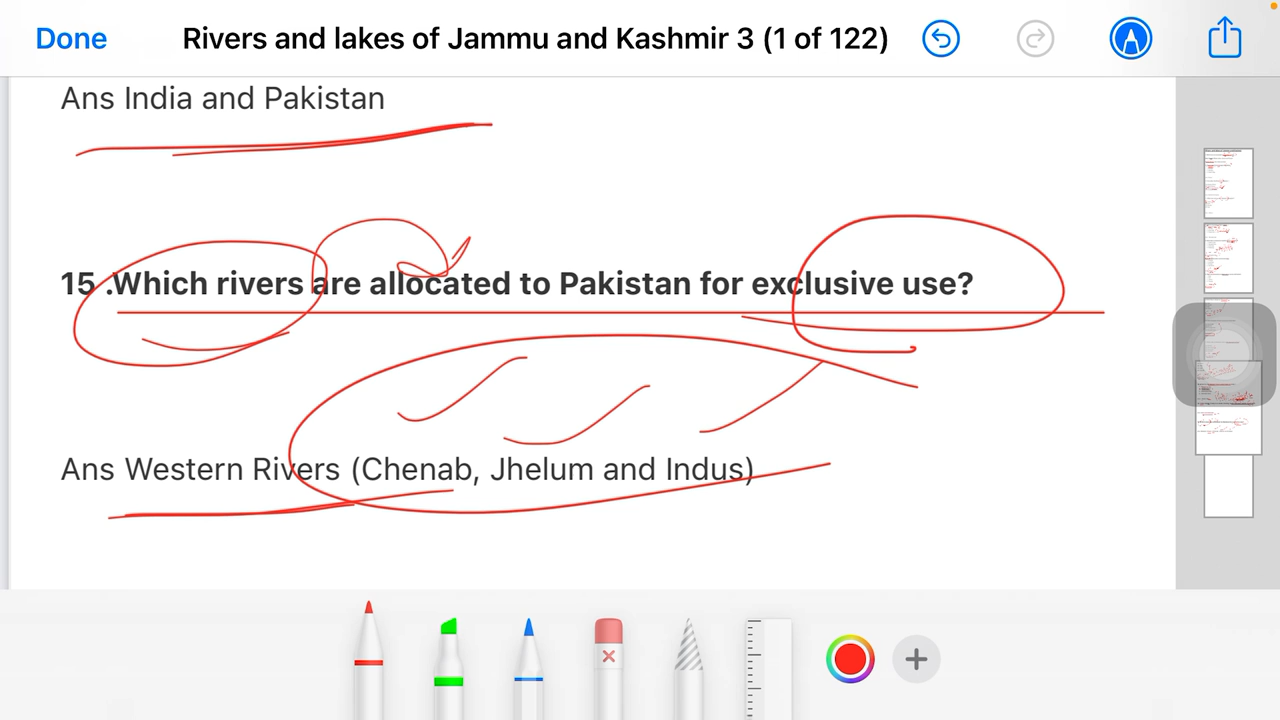 Done Rivers and lakes of Jammu and Kashmir 3 (1 of 122)
Ans India and Pakistan
15 .Which rivers are allocated to Pakistan for exclusive use?
Ans Western Rivers (Chenab, Jhelum and Indus)